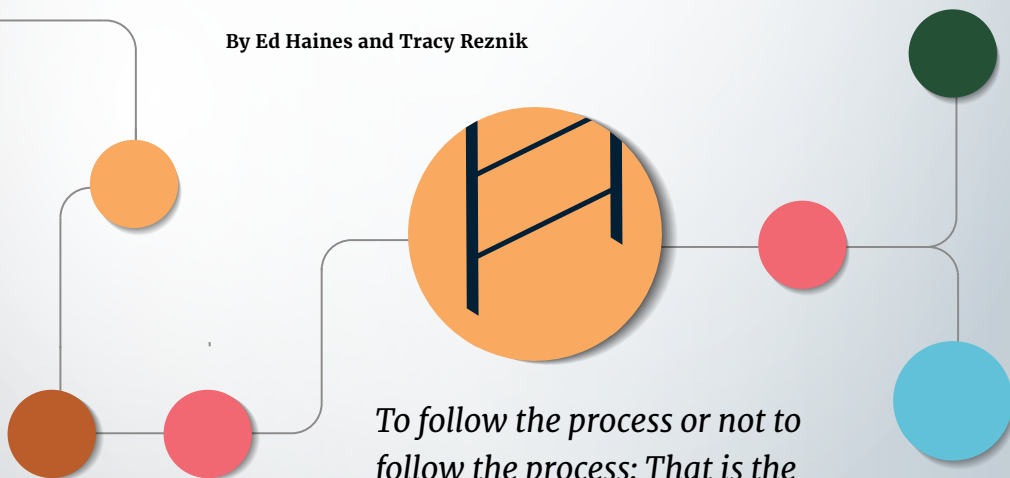 By Ed Haines and Tracy Reznik
To follow the process or not to
follow the process: That is the